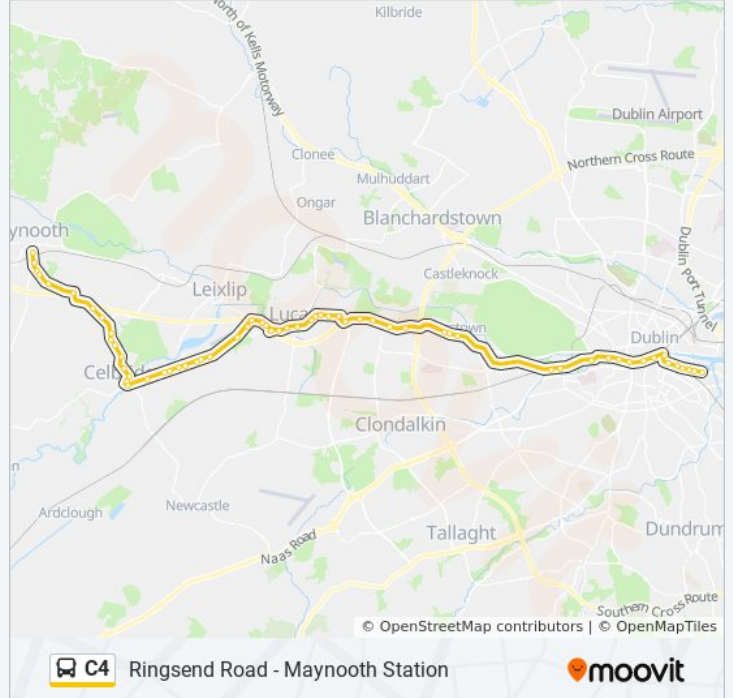 Kilbride
North of Kells Motorway
Dublin Airport
Clonee
Northern Cross Route
Mulhuddart
Ongar
Blanchardstown
ynooth
Dublin Port Tunnel
Castleknock
Leixlip
Luca
stown
Dublin
Celb
Clondalkin
n
Ardclough
Newcastle
Naas Road
Tallaght
Dundrum
Southern Cross Route
© OpenStreetMap contributors | © OpenMapTiles
C4 Ringsend Road - Maynooth Station
moovit